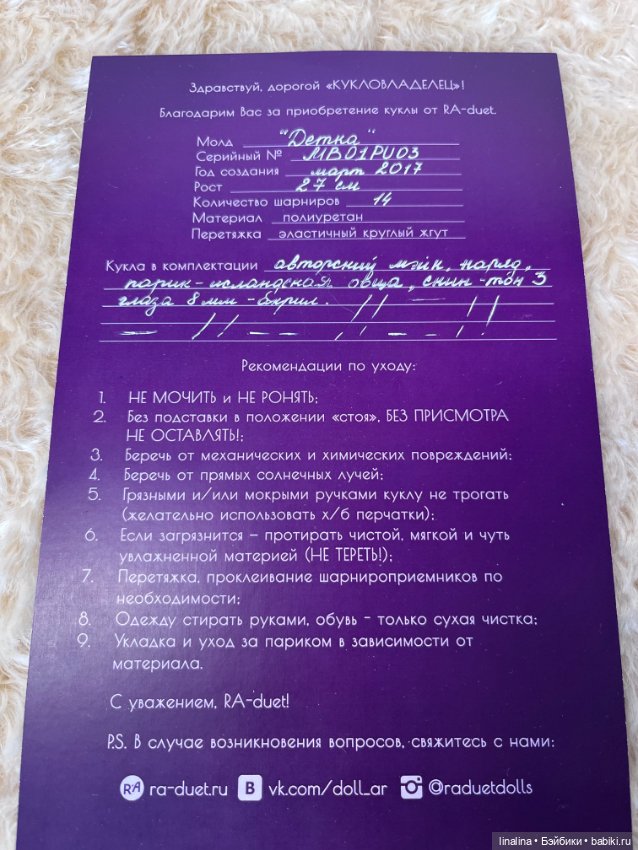 Здравствуй, дорогой «КУКЛОВЛАДЕЛЕЦ»!
Благодарим Вас за приобретение куклы от RA-duet.
Молд "Детка"
Серийный № MB01PU03
Год создания март 2017
Рост 27 см
Количество шарниров 14
Материал полиуретан
Перетяжка эластичный круглый жгут
Кукла в комплектации авторский мэйк, наряд,
парик-исландская овца, скин-тон 3
глаза 8 мм - акрил.
Рекомендации по уходу:
1. НЕ МОЧИТЬ и НЕ РОНЯТЬ;
2. Без подставки в положении «стоя», БЕЗ ПРИСМОТРА
НЕ ОСТАВЛЯТЬ!;
3. Беречь от механических и химических повреждений;
4. Беречь от прямых солнечных лучей;
5. Грязными и/или мокрыми ручками куклу не трогать
(желательно использовать х/б перчатки);
6. Если загрязнится – протирать чистой, мягкой и чуть
увлажненной материей (НЕ ТЕРЕТЬ!);
7. Перетяжка, проклеивание шарнироприемников по
необходимости;
8. Одежду стирать руками, обувь - только сухая чистка;
9. Укладка и уход за париком в зависимости от
материала.
С уважением, RA-duet!
P.S. В случае возникновения вопросов, свяжитесь с нами:
RA ra-duet.ru B vk.com/doll_ar @raduetdolls
linalina • Бэйбики • babiki.ru